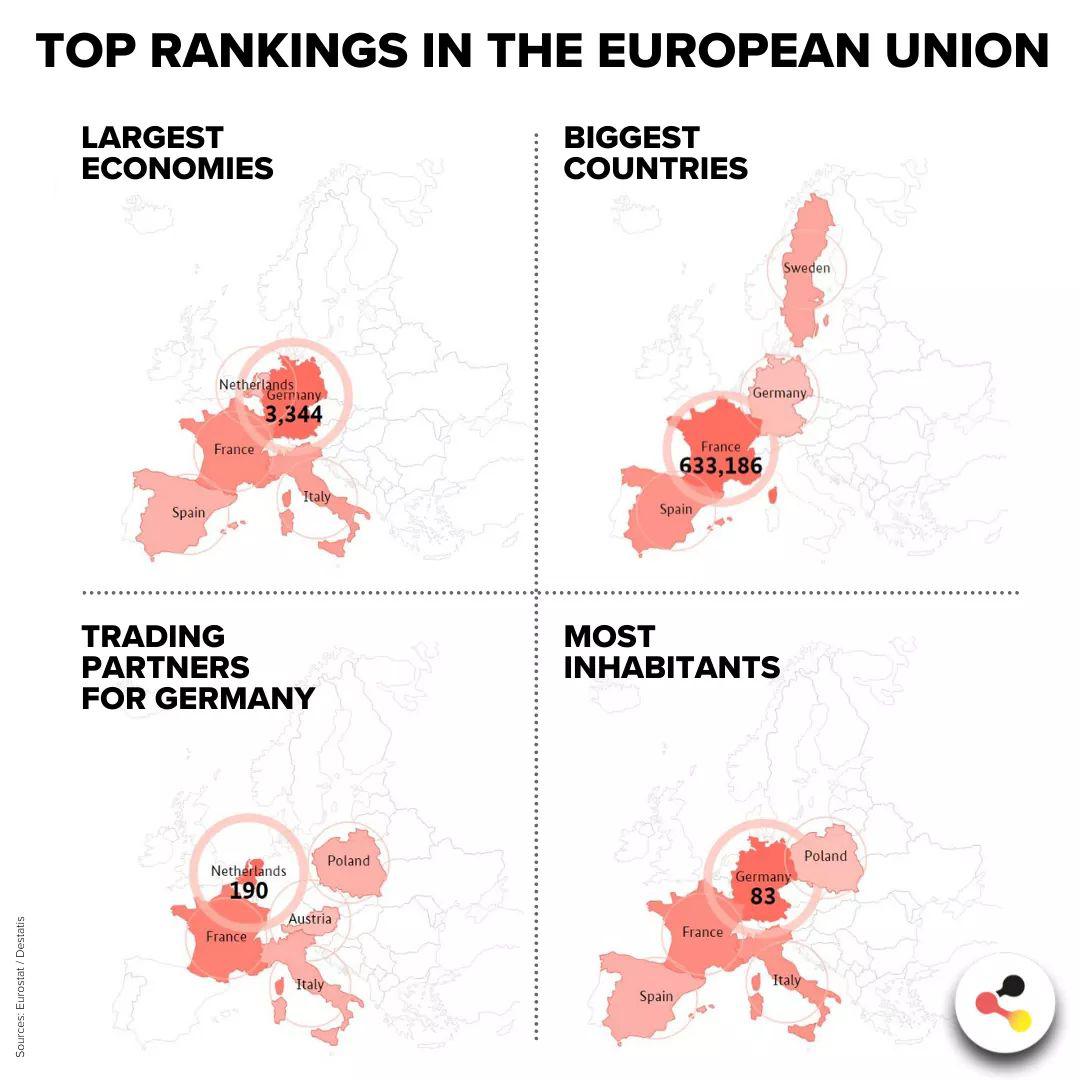 TOP RANKINGS IN THE EUROPEAN UNION
LARGEST
ECONOMIES
Netherlands
Germany
3,344
France
Italy
Spain
BIGGEST
COUNTRIES
Sweden
Germany
France
633,186
Spain
TRADING
PARTNERS
FOR GERMANY
Poland
Netherlands
190
Austria
France
Italy
MOST
INHABITANTS
Poland
Germany
83
France
Italy
Spain
Sources: Eurostat / Destatis